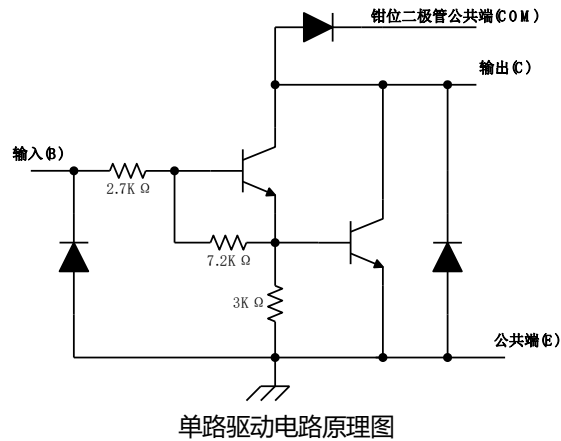 钳位二极管公共端(COM)
输出(C)
输入(B)
2.7K Ω
7.2K Ω
3K Ω
公共端(E)
单路驱动电路原理图